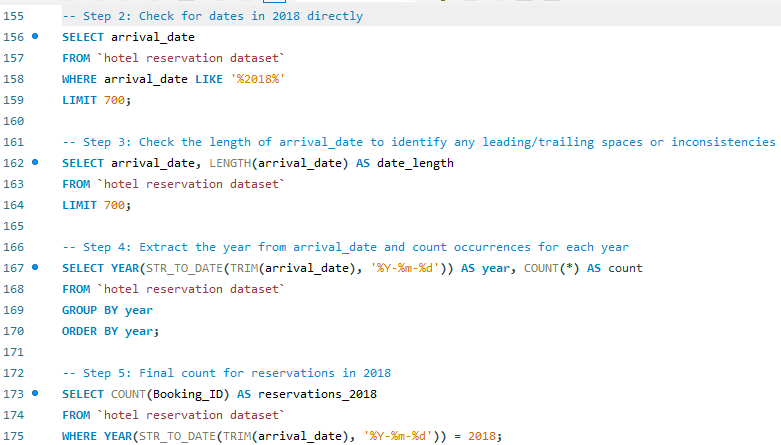 155 -- Step 2: Check for dates in 2018 directly
156 SELECT arrival_date
157 FROM `hotel reservation dataset`
158 WHERE arrival_date LIKE '%2018%'
159 LIMIT 700;
160
161 -- Step 3: Check the length of arrival_date to identify any leading/trailing spaces or inconsistencies
162 SELECT arrival_date, LENGTH(arrival_date) AS date_length
163 FROM `hotel reservation dataset`
164 LIMIT 700;
165
166 -- Step 4: Extract the year from arrival_date and count occurrences for each year
167 SELECT YEAR(STR_TO_DATE(TRIM(arrival_date), '%Y-%m-%d')) AS year, COUNT(*) AS count
168 FROM `hotel reservation dataset`
169 GROUP BY year
170 ORDER BY year;
171
172 -- Step 5: Final count for reservations in 2018
173 SELECT COUNT(Booking_ID) AS reservations_2018
174 FROM `hotel reservation dataset`
175 WHERE YEAR(STR_TO_DATE(TRIM(arrival_date), '%Y-%m-%d')) = 2018;